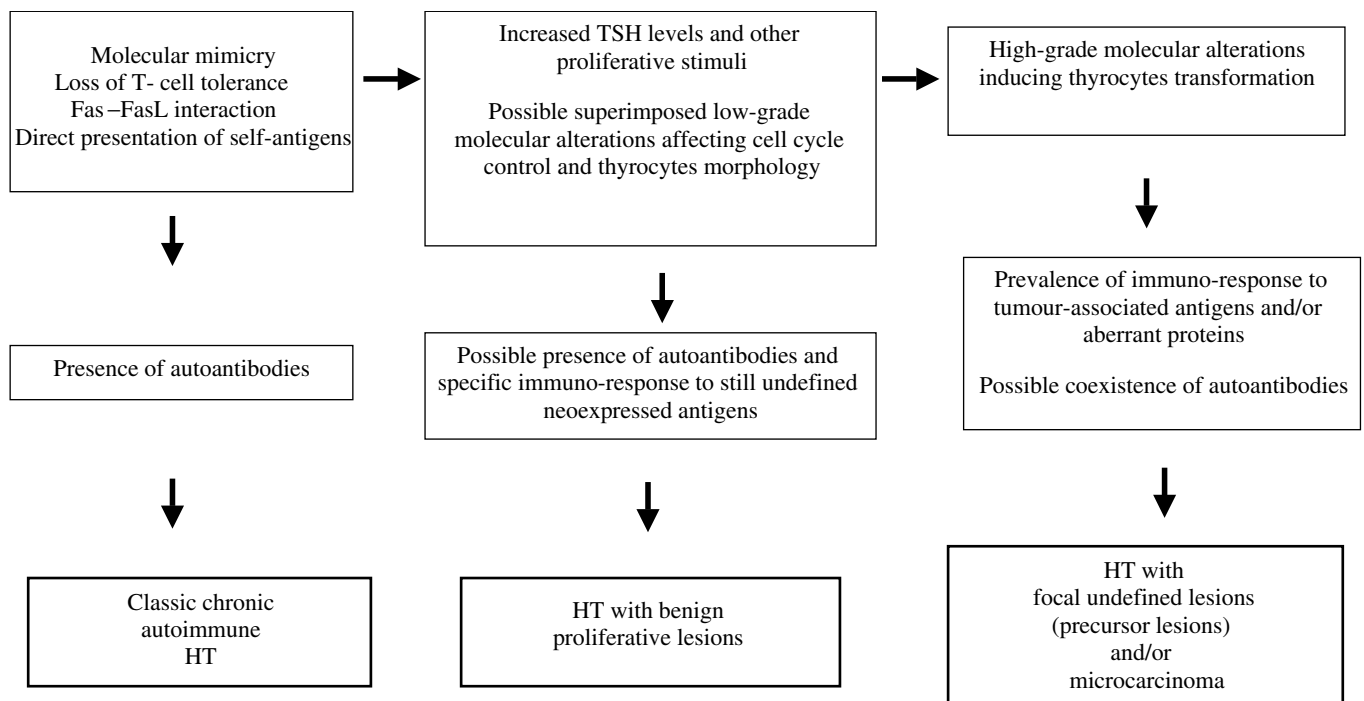 Molecular mimicry
Loss of T- cell tolerance
Fas–FasL interaction
Direct presentation of self-antigens
Increased TSH levels and other
proliferative stimuli
Possible superimposed low-grade
molecular alterations affecting cell cycle
control and thyrocytes morphology
High-grade molecular alterations
inducing thyrocytes transformation
Presence of autoantibodies
Possible presence of autoantibodies and
specific immuno-response to still undefined
neoexpressed antigens
Prevalence of immuno-response to
tumour-associated antigens and/or
aberrant proteins
Possible coexistence of autoantibodies
Classic chronic
autoimmune
HT
HT with benign
proliferative lesions
HT with
focal undefined lesions
(precursor lesions)
and/or
microcarcinoma